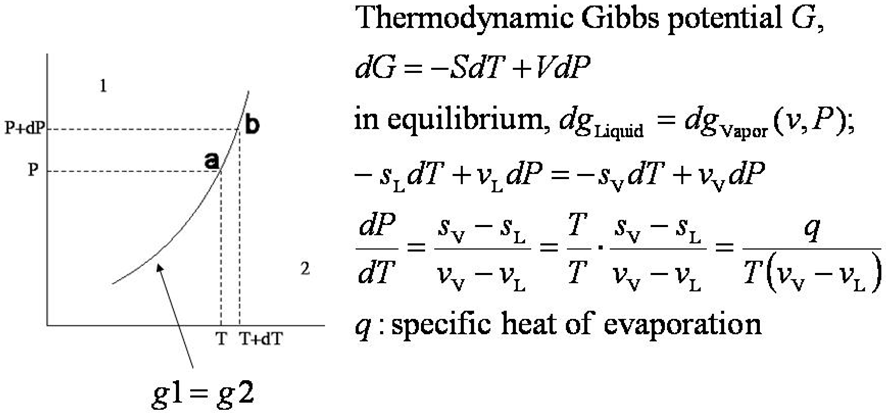 1
P+dP
b
a
P
2
T T+dT
g1 = g2
Thermodynamic Gibbs potential G,
dG = −SdT + VdP
in equilibrium, dg_Liquid = dg_Vapor (v, P);
− s_L dT + v_L dP = −s_V dT + v_V dP
dP/dT = (s_V − s_L)/(v_V − v_L) = T/T · (s_V − s_L)/(v_V − v_L) = q/(T(v_V − v_L))
q : specific heat of evaporation